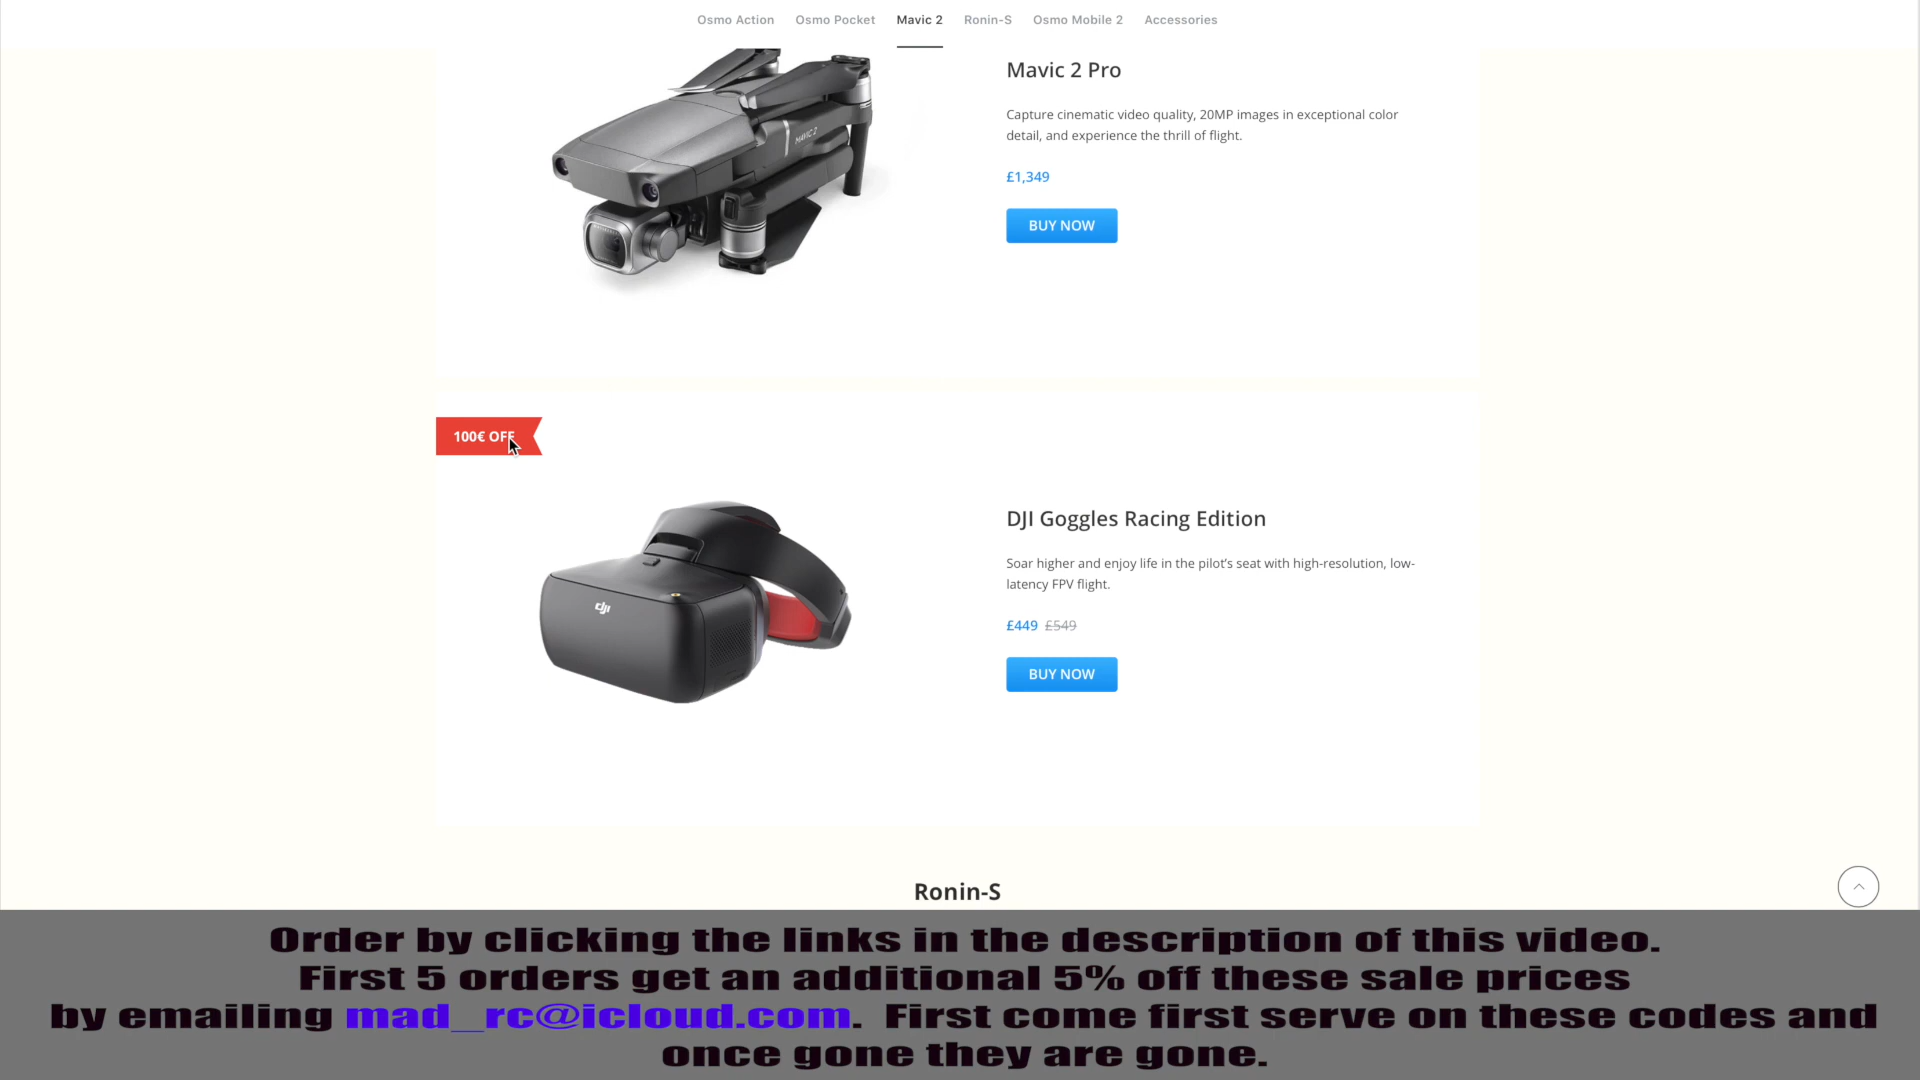 Osmo Action Osmo Pocket Mavic 2 Ronin-S Osmo Mobile 2 Accessories
MAVIC 2
Mavic 2 Pro
Capture cinematic video quality, 20MP images in exceptional color
detail, and experience the thrill of flight.
£1,349
BUY NOW
100€ OFF
dji
DJI Goggles Racing Edition
Soar higher and enjoy life in the pilot's seat with high-resolution, low-
latency FPV flight.
£449 £549
BUY NOW
Ronin-S
Order by clicking the links in the description of this video.
First 5 orders get an additional 5% off these sale prices
by emailing mad_rc@icloud.com. First come first serve on these codes and
once gone they are gone.